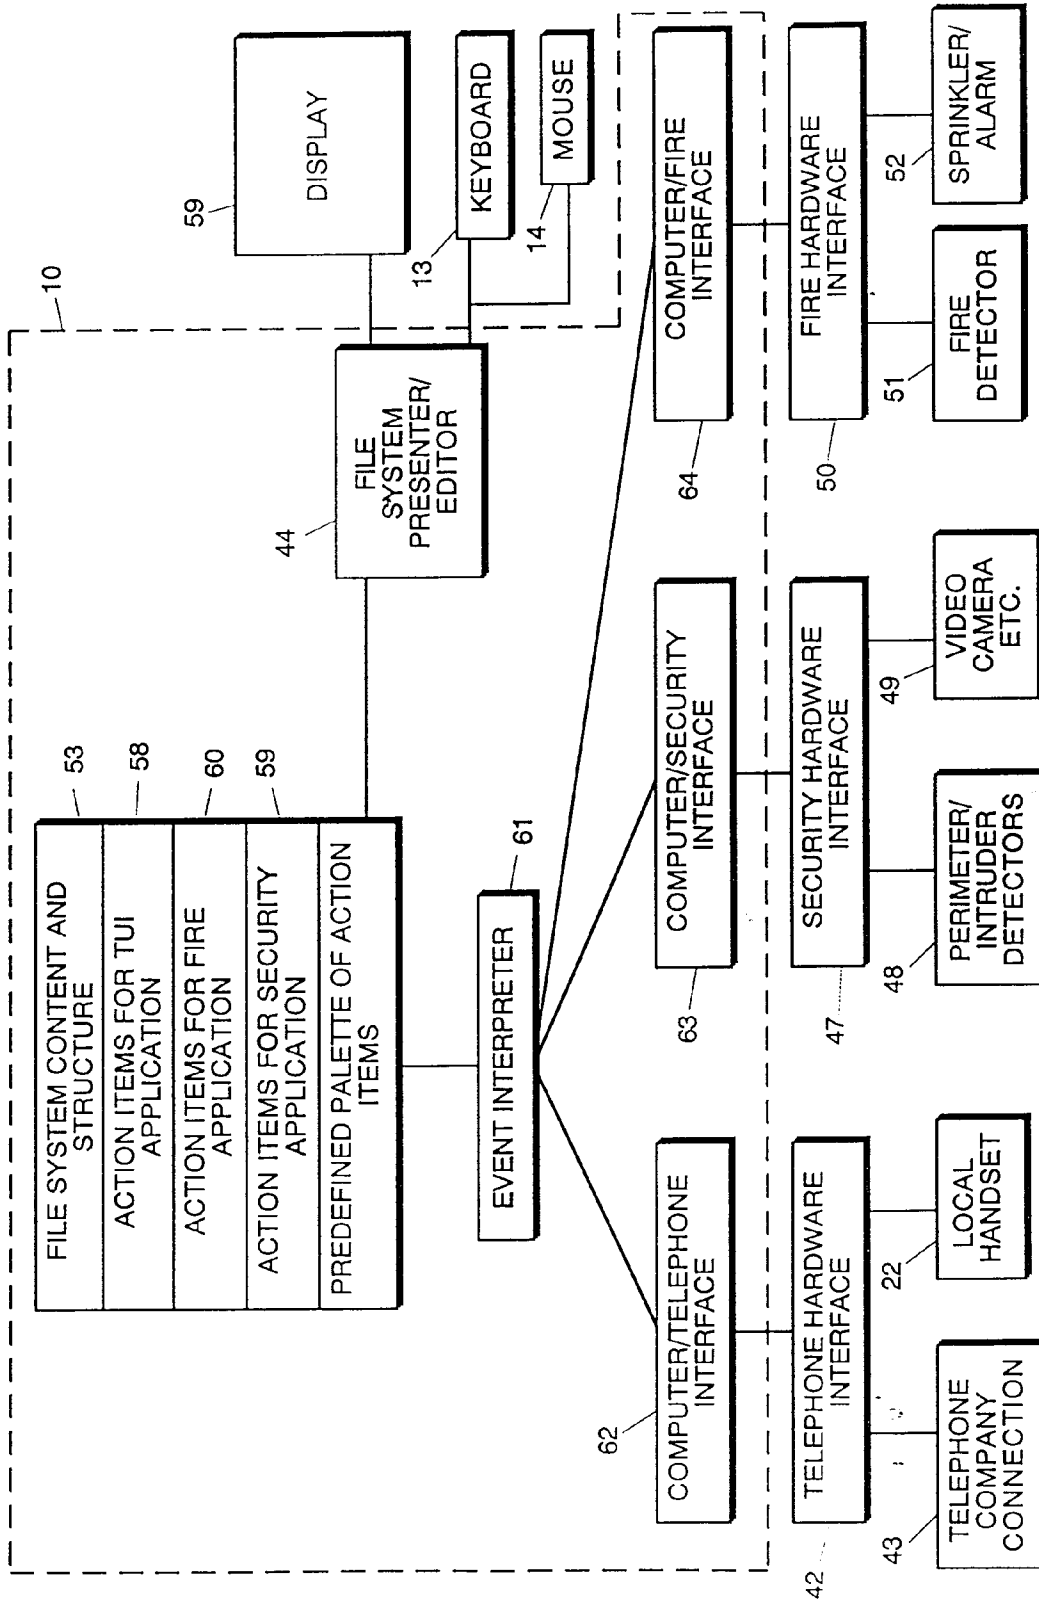 10
FILE SYSTEM CONTENT AND
STRUCTURE
53
ACTION ITEMS FOR TUI
APPLICATION
58
ACTION ITEMS FOR FIRE
APPLICATION
60
ACTION ITEMS FOR SECURITY
APPLICATION
59
PREDEFINED PALETTE OF ACTION
ITEMS
44
FILE
SYSTEM
PRESENTER/
EDITOR
59
DISPLAY
13
KEYBOARD
14
MOUSE
EVENT INTERPRETER
61
62
COMPUTER/TELEPHONE
INTERFACE
63
COMPUTER/SECURITY
INTERFACE
64
COMPUTER/FIRE
INTERFACE
42
TELEPHONE HARDWARE
INTERFACE
47
SECURITY HARDWARE
INTERFACE
50
FIRE HARDWARE
INTERFACE
43
TELEPHONE
COMPANY
CONNECTION
22
LOCAL
HANDSET
48
PERIMETER/
INTRUDER
DETECTORS
49
VIDEO
CAMERA
ETC.
51
FIRE
DETECTOR
52
SPRINKLER/
ALARM